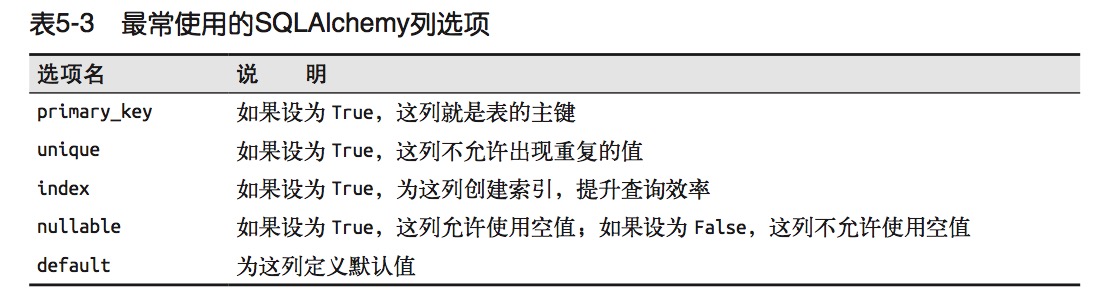 表5-3 最常使用的SQLAlchemy列选项
选项名 说 明
primary_key 如果设为 True，这列就是表的主键
unique 如果设为 True，这列不允许出现重复的值
index 如果设为 True，为这列创建索引，提升查询效率
nullable 如果设为 True，这列允许使用空值；如果设为 False，这列不允许使用空值
default 为这列定义默认值